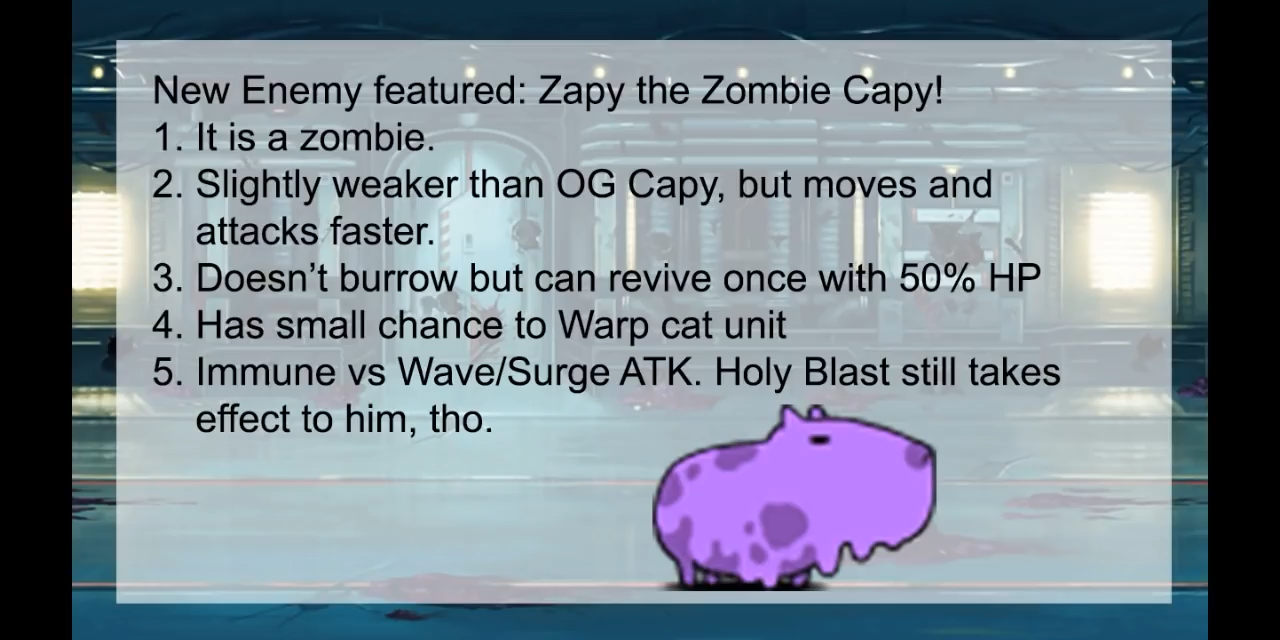 New Enemy featured: Zapy the Zombie Capy!
1. It is a zombie.
2. Slightly weaker than OG Capy, but moves and
attacks faster.
3. Doesn’t burrow but can revive once with 50% HP
4. Has small chance to Warp cat unit
5. Immune vs Wave/Surge ATK. Holy Blast still takes
effect to him, tho.